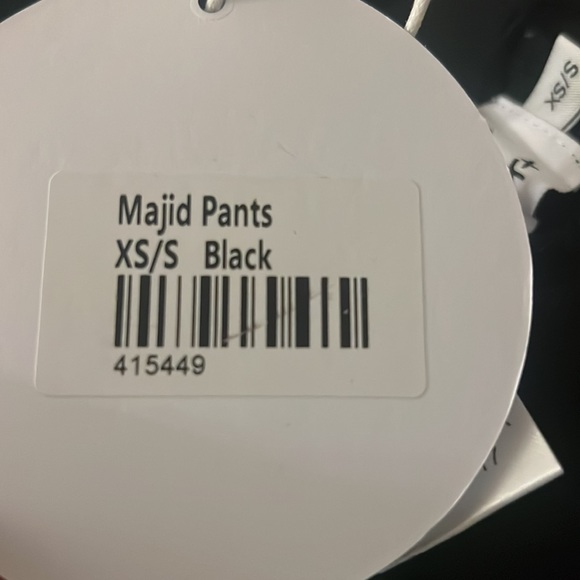 Majid Pants
XS/S Black
415449
XS/S